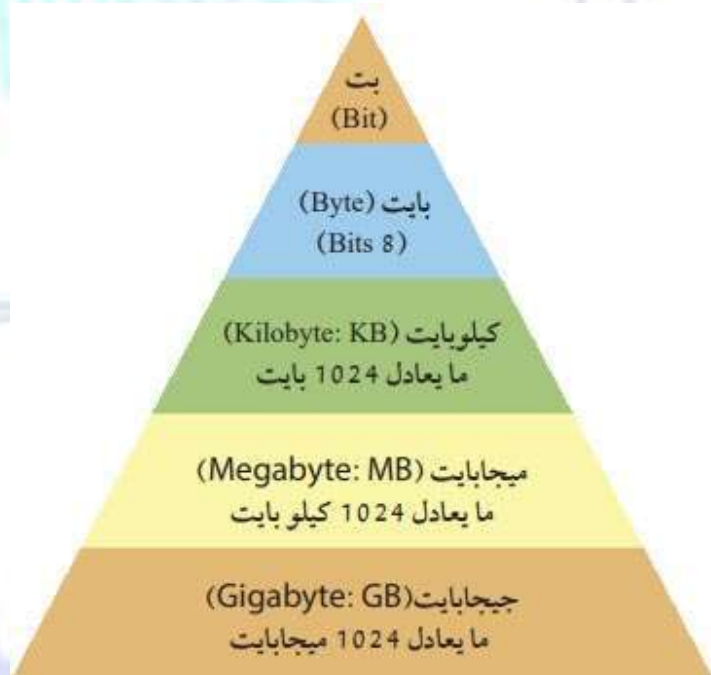 بت
(Bit)
بايت (Byte)
(8 Bits)
كيلوبايت (Kilobyte: KB)
ما يعادل 1024 بايت
ميجابايت (Megabyte: MB)
ما يعادل 1024 كيلو بايت
جيجابايت(Gigabyte: GB)
ما يعادل 1024 ميجابايت